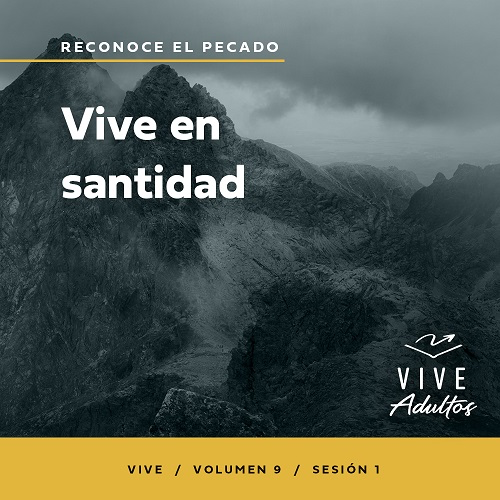 RECONOCE EL PECADO
Vive en
santidad
VIVE
Adultos
VIVE / VOLUMEN 9 / SESIÓN 1